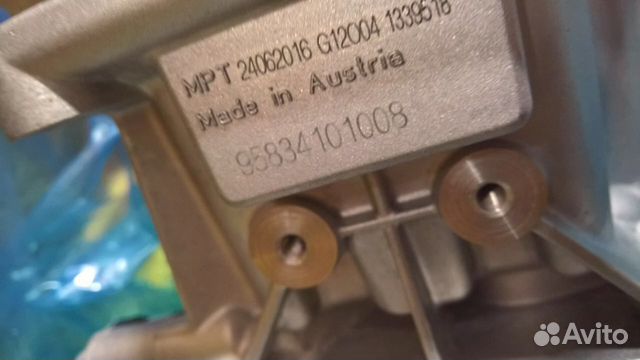 MPT 24062016 G12004 1339518
Made in Austria
95834101008
Avito